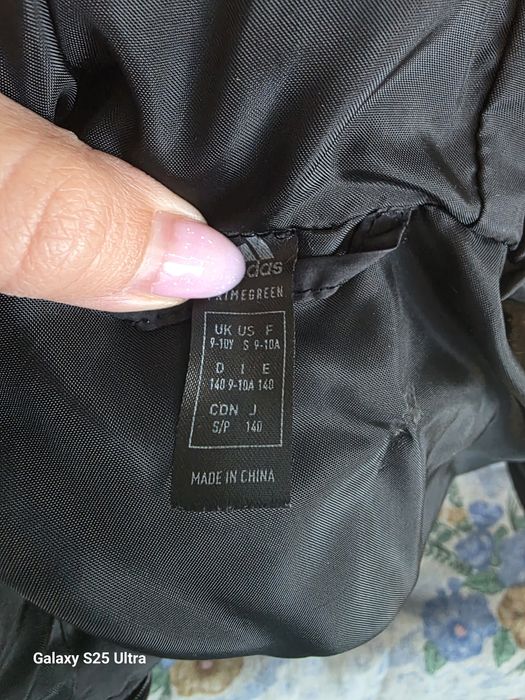 PRIMEGREEN
UK US F
9-10Y S 9-10A
D I E
140 9-10A 140
CDN J
S/P 140
MADE IN CHINA
Galaxy S25 Ultra